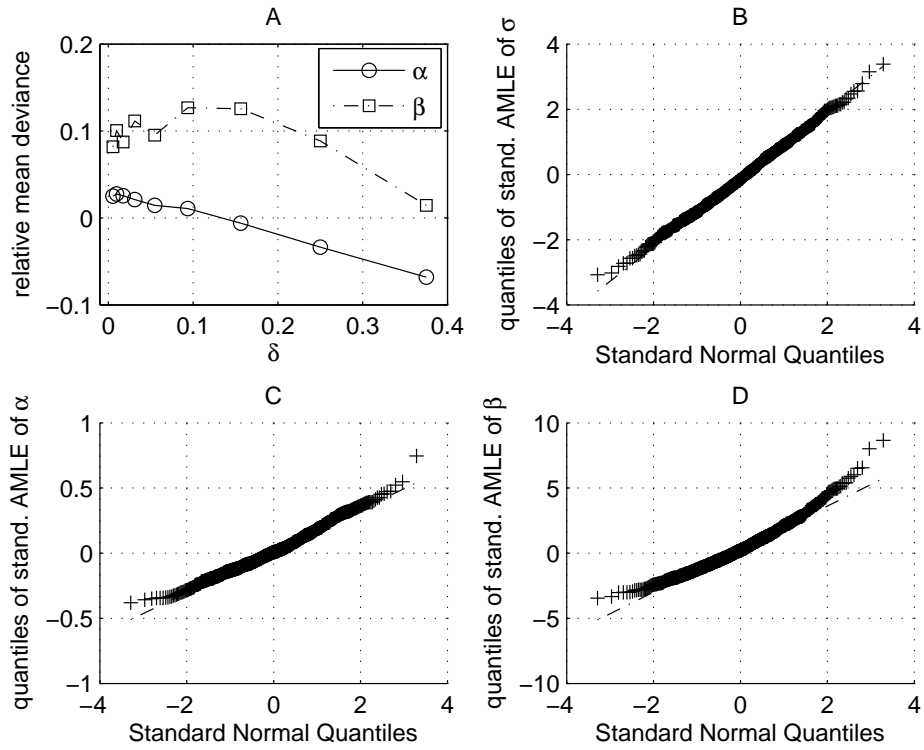 A
relative mean deviance
0.2
0.1
0
−0.1
0
0.1
0.2
0.3
0.4
δ
α
β
B
quantiles of stand. AMLE of σ
4
2
0
−2
−4
−4
−2
0
2
4
Standard Normal Quantiles
C
quantiles of stand. AMLE of α
1
0.5
0
−0.5
−1
−4
−2
0
2
4
Standard Normal Quantiles
D
quantiles of stand. AMLE of β
10
5
0
−5
−10
−4
−2
0
2
4
Standard Normal Quantiles